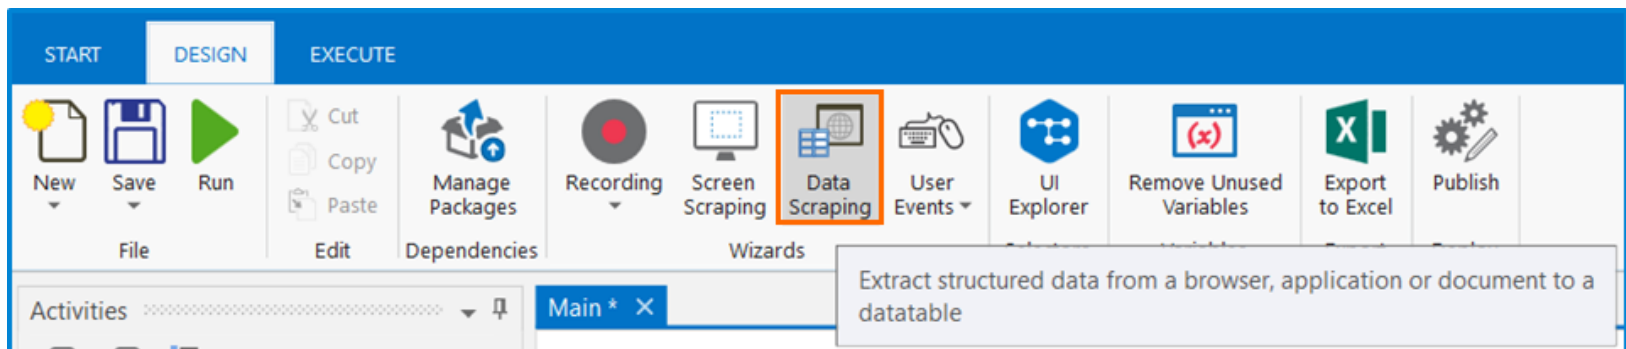 START DESIGN EXECUTE
New Save Run
Cut
Copy
Paste
Manage
Packages
Recording
Screen
Scraping
Data
Scraping
User
Events
UI
Explorer
Remove Unused
Variables
Export
to Excel
Publish
File Edit Dependencies Wizards
Extract structured data from a browser, application or document to a
datatable
Activities
Main *